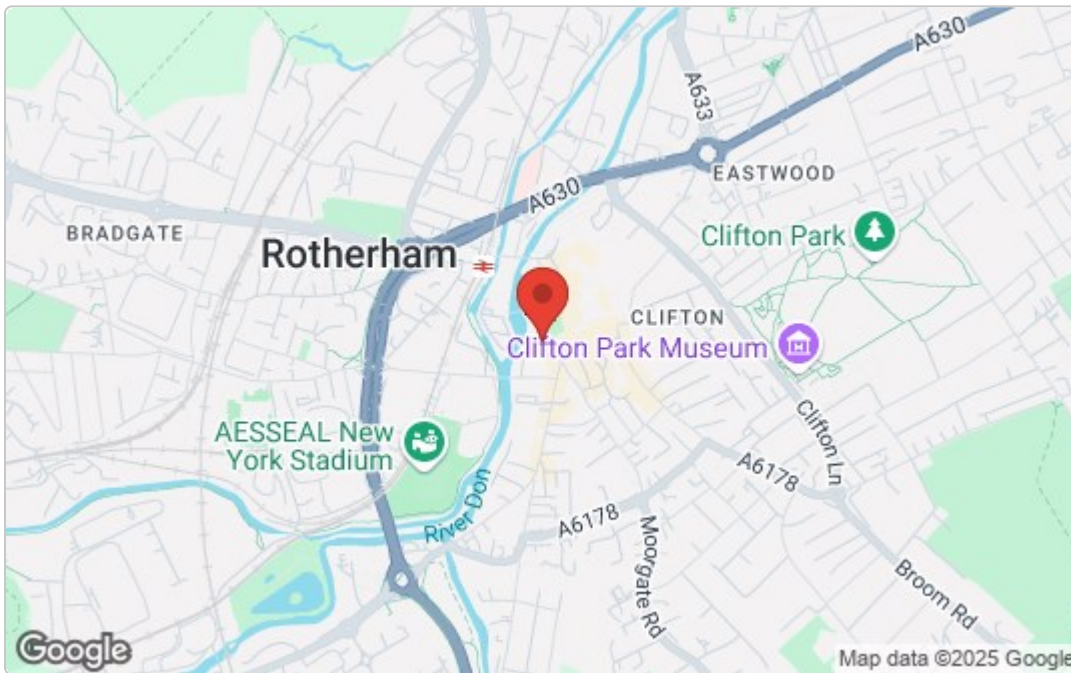 A630
A633
EASTWOOD
A630
BRADGATE
Rotherham
Clifton Park
CLIFTON
Clifton Park Museum
AESSEAL New
York Stadium
Clifton Ln
A6178
River Don
A6178
Moorgate Rd
Broom Rd
Google
Map data ©2025 Google